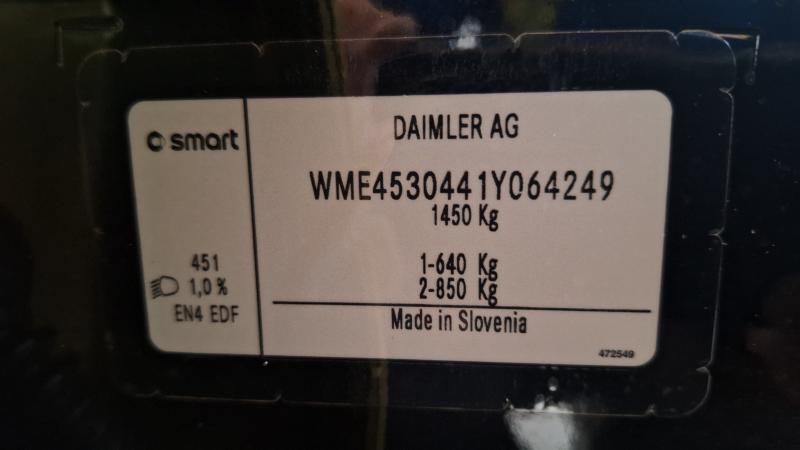 smart
451
1,0 %
EN4 EDF
DAIMLER AG
WME4530441Y064249
1450 Kg
1-640 Kg
2-850 Kg
Made in Slovenia
472549